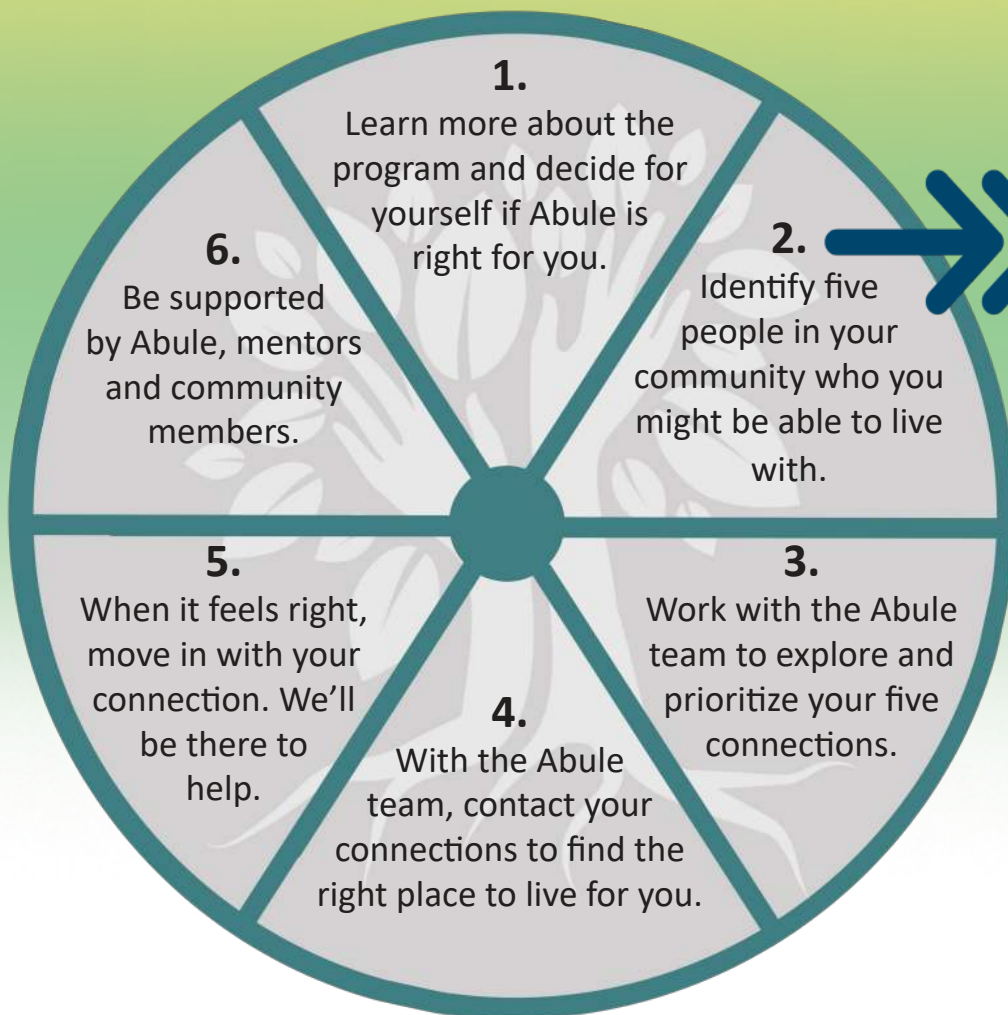 1.
Learn more about the
program and decide for
yourself if Abule is
right for you.
2.
Identify five
people in your
community who you
might be able to live
with.
3.
Work with the Abule
team to explore and
prioritize your five
connections.
4.
With the Abule
team, contact your
connections to find the
right place to live for you.
5.
When it feels right,
move in with your
connection. We’ll
be there to
help.
6.
Be supported
by Abule, mentors
and community
members.